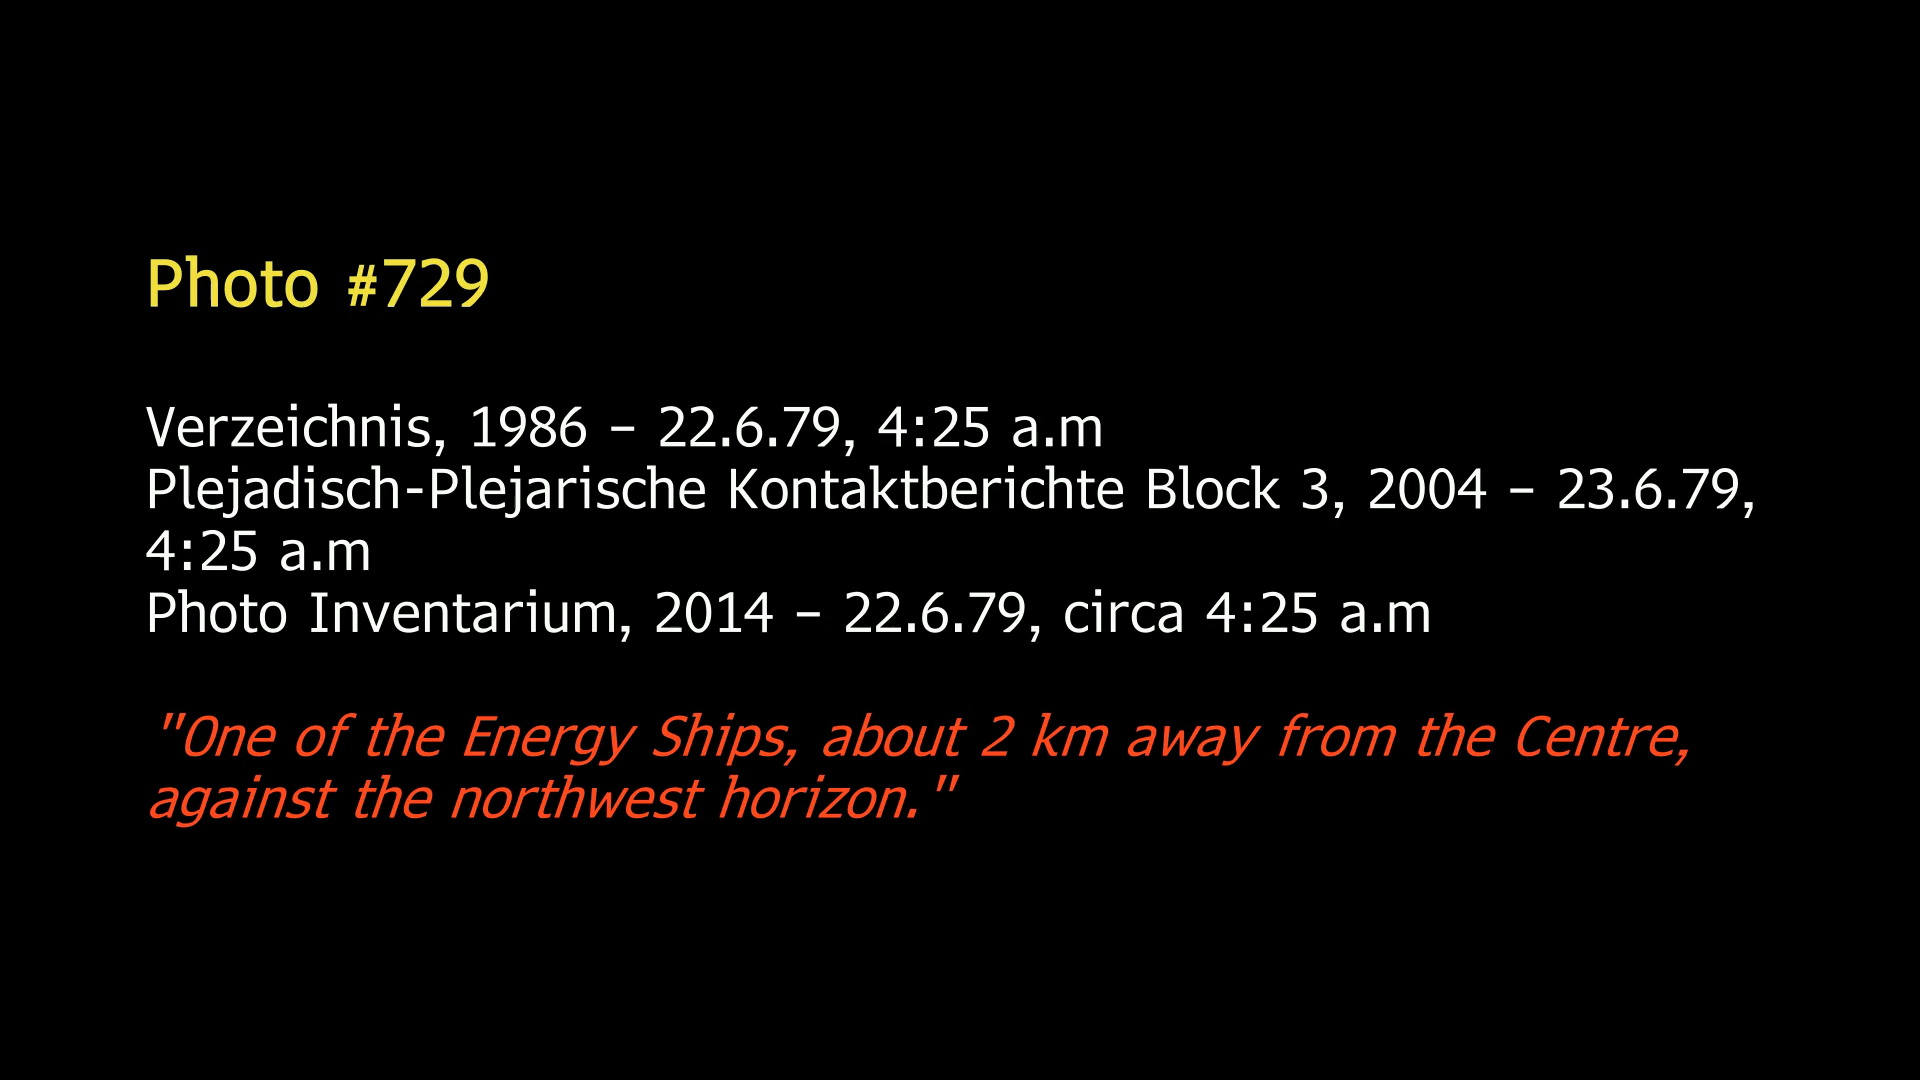 Photo #729
Verzeichnis, 1986 – 22.6.79, 4:25 a.m
Plejadisch-Plejarische Kontaktberichte Block 3, 2004 – 23.6.79,
4:25 a.m
Photo Inventarium, 2014 – 22.6.79, circa 4:25 a.m
"One of the Energy Ships, about 2 km away from the Centre,
against the northwest horizon."